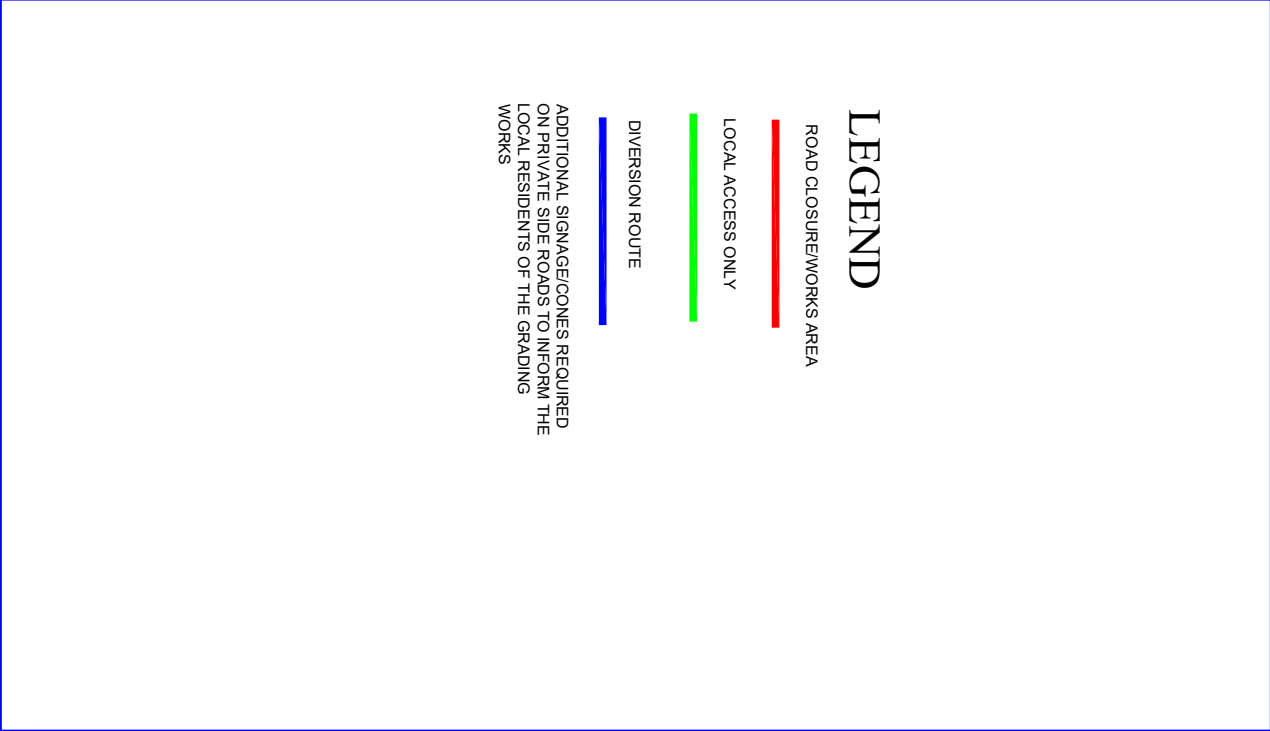 LEGEND
ROAD CLOSURE/WORKS AREA
LOCAL ACCESS ONLY
DIVERSION ROUTE
ADDITIONAL SIGNAGE/CONES REQUIRED
ON PRIVATE SIDE ROADS TO INFORM THE
LOCAL RESIDENTS OF THE GRADING
WORKS